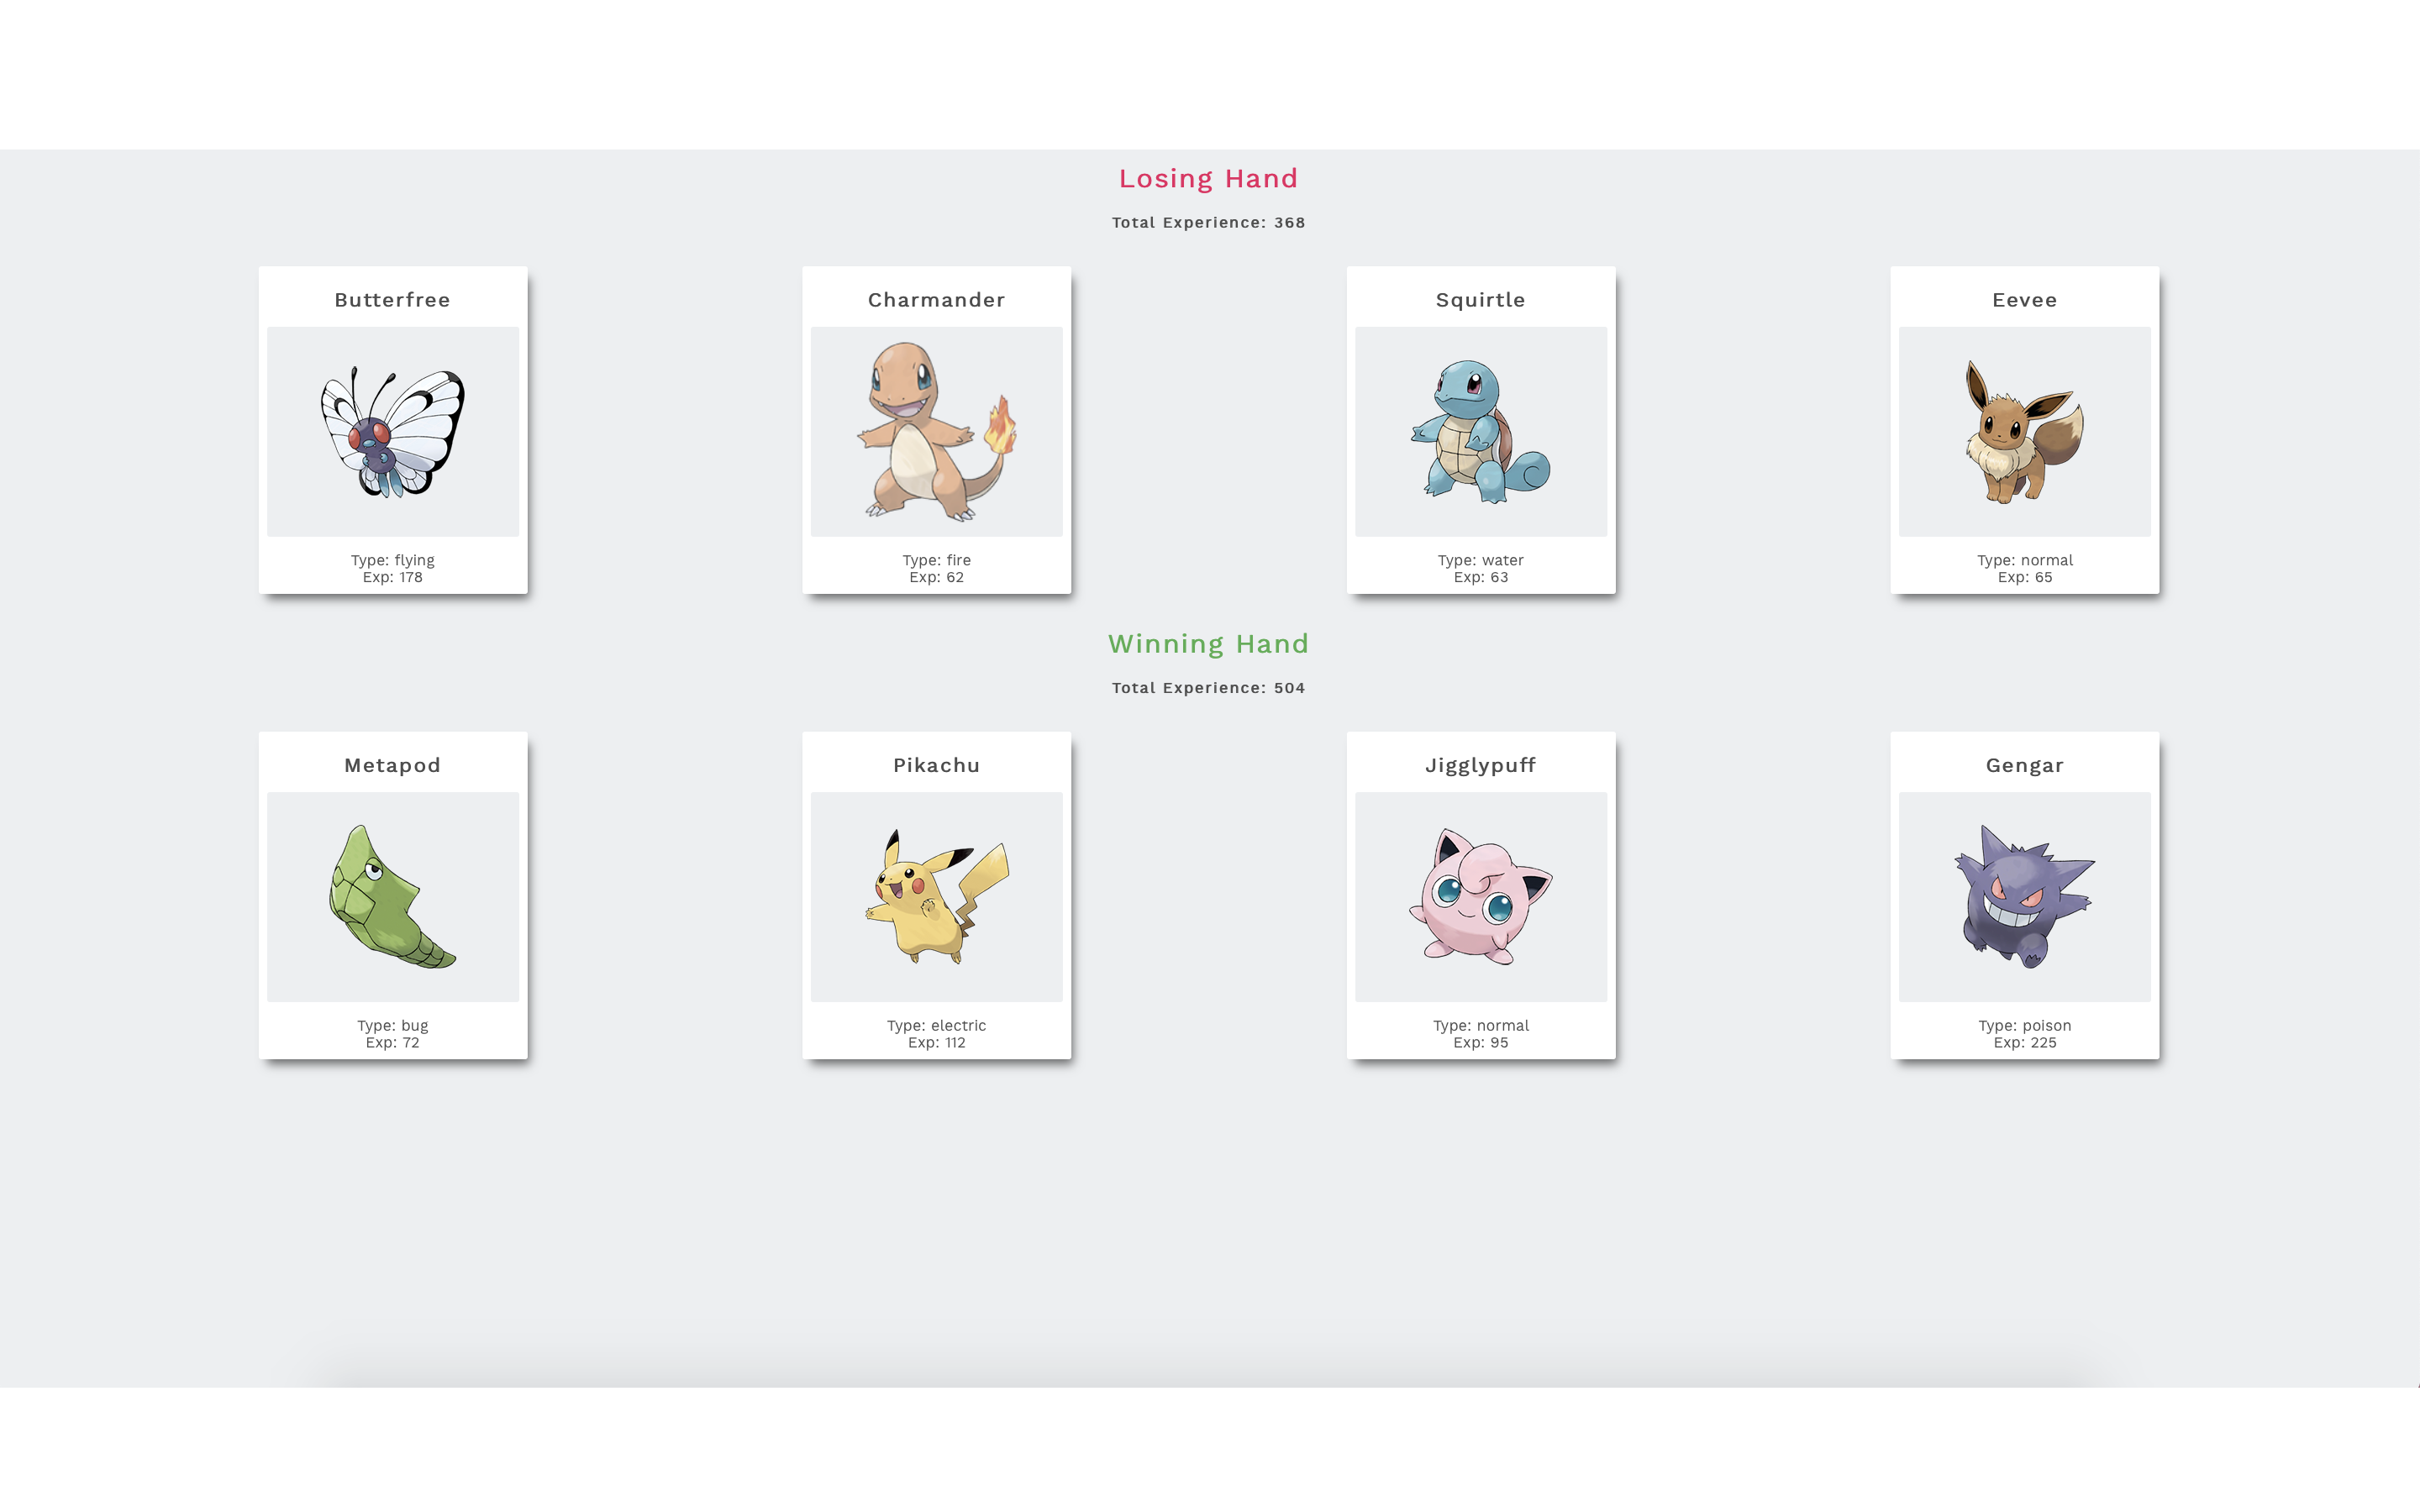 Losing Hand
Total Experience: 368
Butterfree
Type: flying
Exp: 178
Charmander
Type: fire
Exp: 62
Squirtle
Type: water
Exp: 63
Eevee
Type: normal
Exp: 65
Winning Hand
Total Experience: 504
Metapod
Type: bug
Exp: 72
Pikachu
Type: electric
Exp: 112
Jigglypuff
Type: normal
Exp: 95
Gengar
Type: poison
Exp: 225